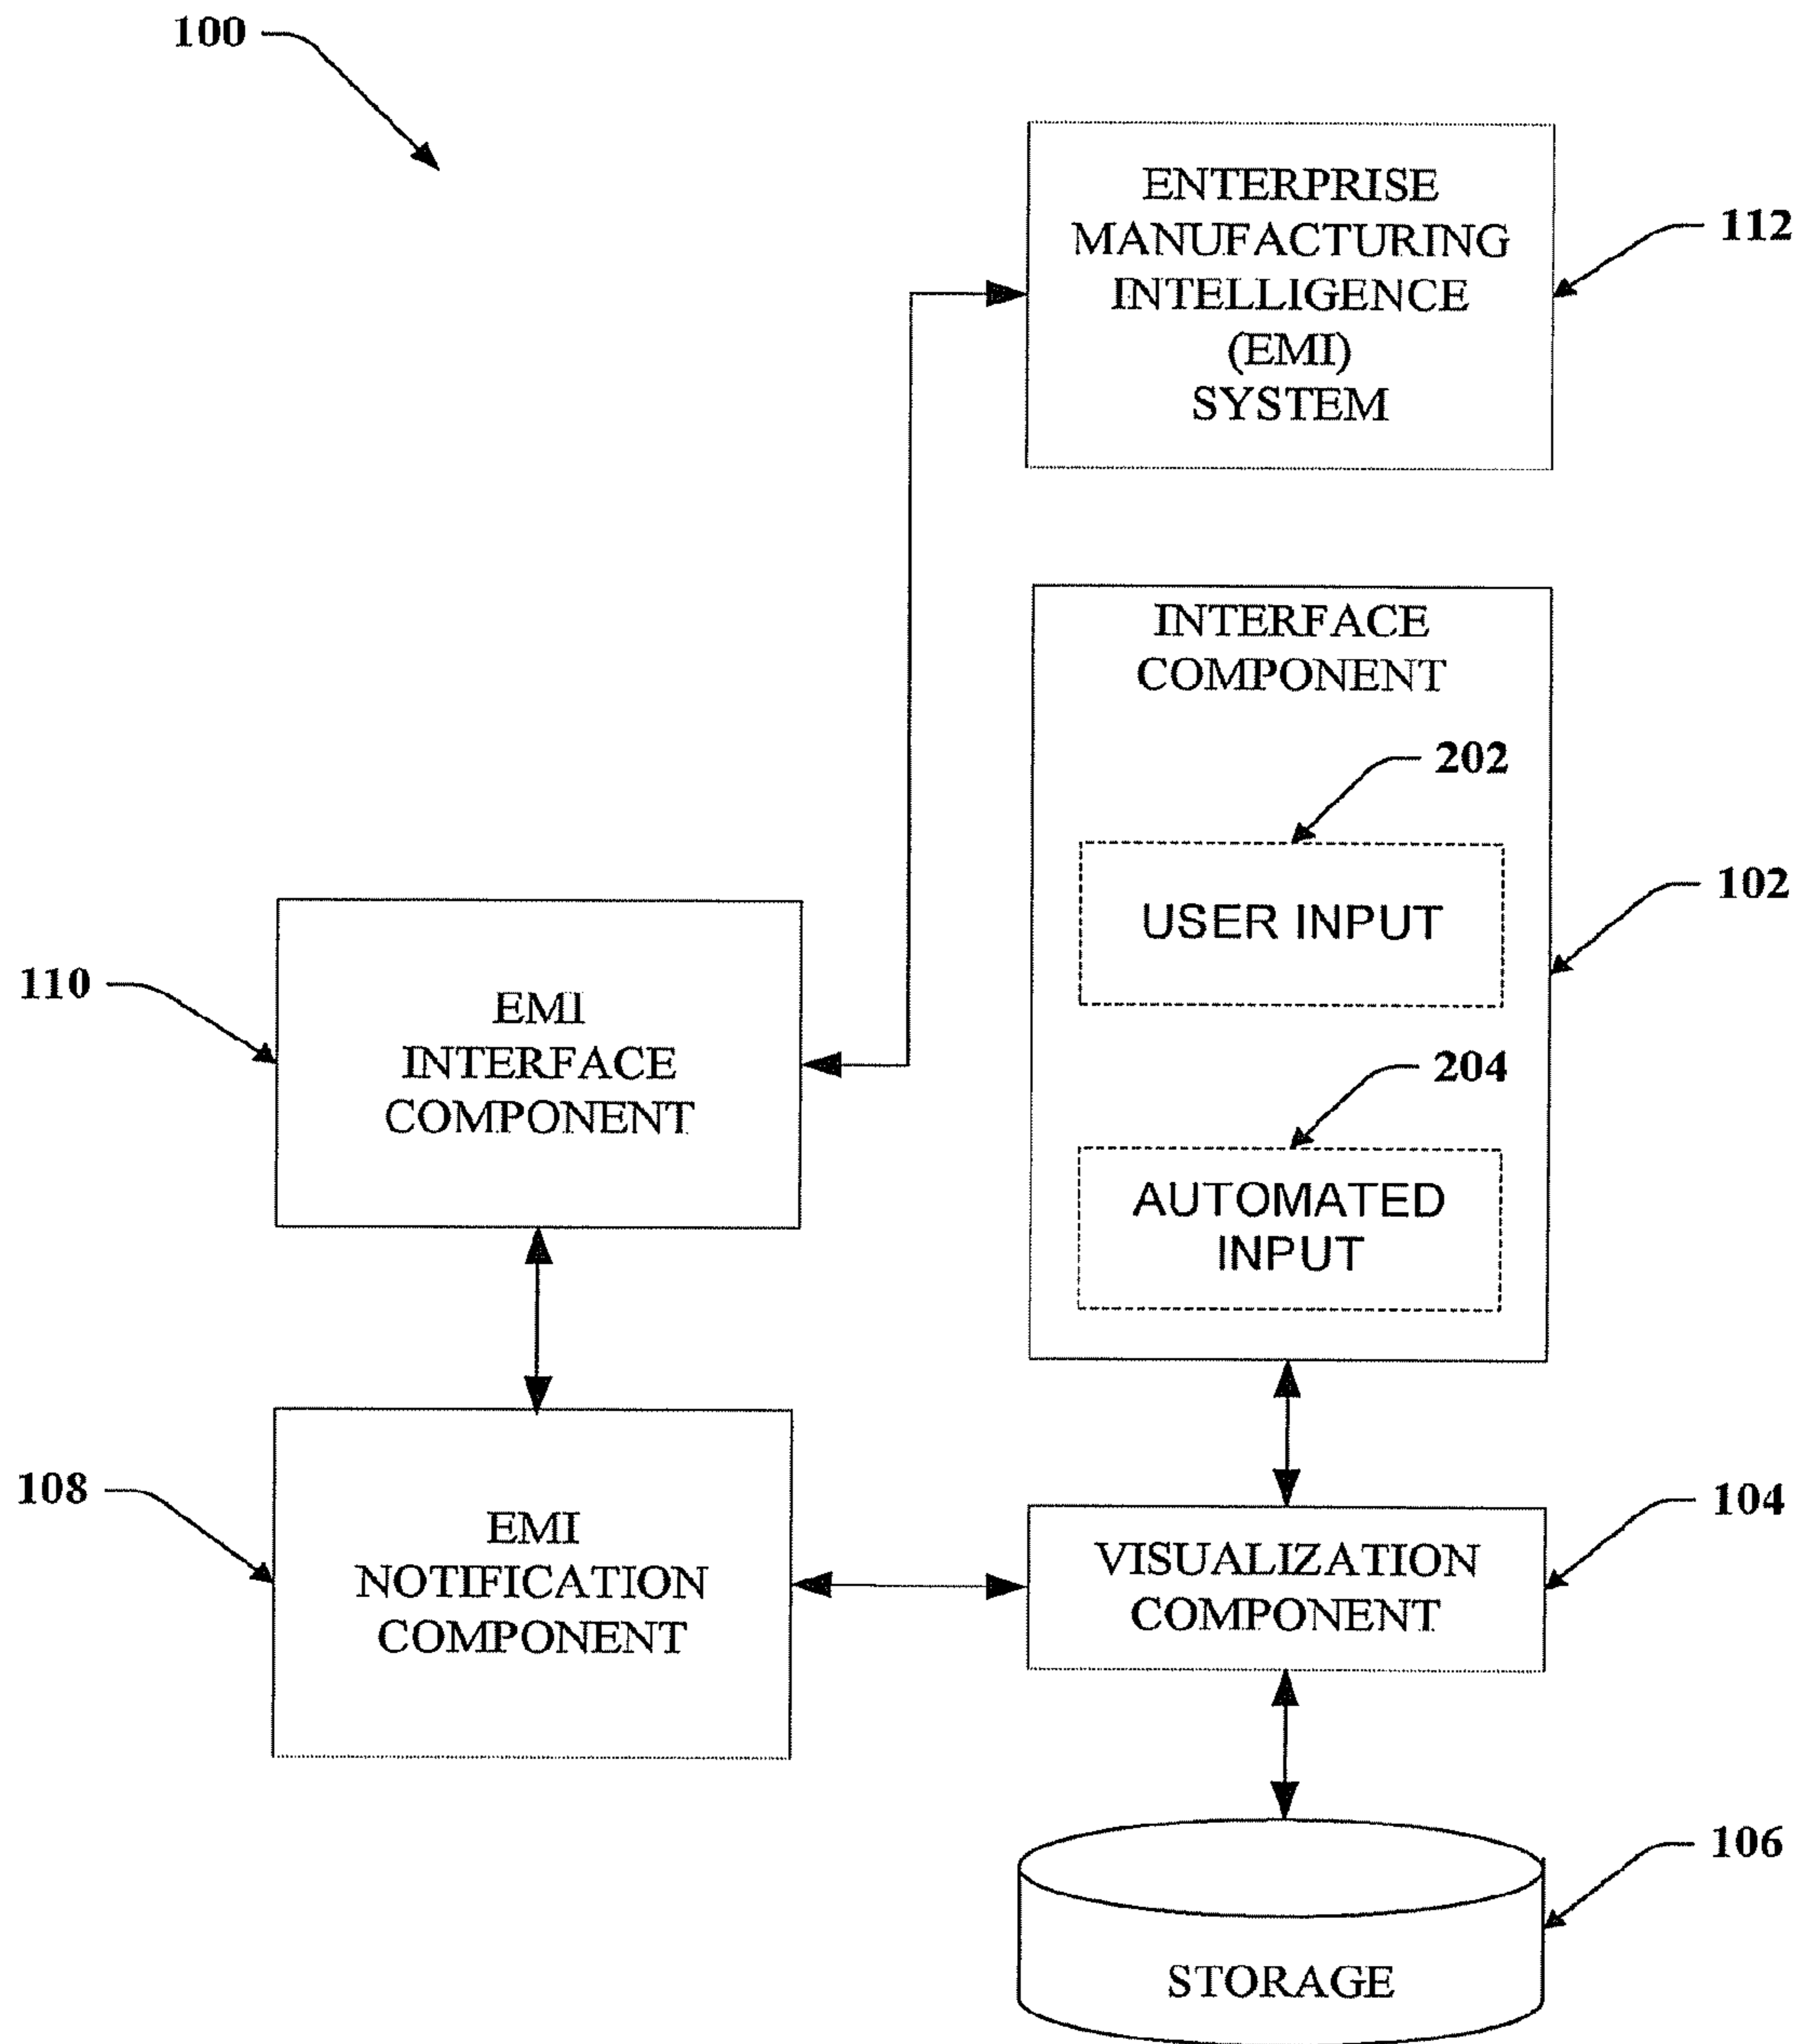 100
ENTERPRISE
MANUFACTURING
INTELLIGENCE
(EMI)
SYSTEM
112
INTERFACE
COMPONENT
202
USER INPUT
102
110
EMI
INTERFACE
COMPONENT
204
AUTOMATED
INPUT
108
EMI
NOTIFICATION
COMPONENT
104
VISUALIZATION
COMPONENT
106
STORAGE